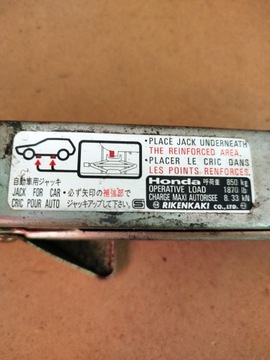 • PLACE JACK UNDERNEATH
THE REINFORCED AREA.
• PLACER LE CRIC DANS
LES POINTS RENFORCES.
自動車用ジャッキ
JACK FOR CAR
CRIC POUR AUTO
• 必ず矢印の補強部で
ジャッキアップして下さい。
Honda 呼荷重 850 kg
OPERATIVE LOAD 1870 lb
CHARGE MAXI AUTORISEE 8.33 kN
RIKENKAKI CO.,LTD.